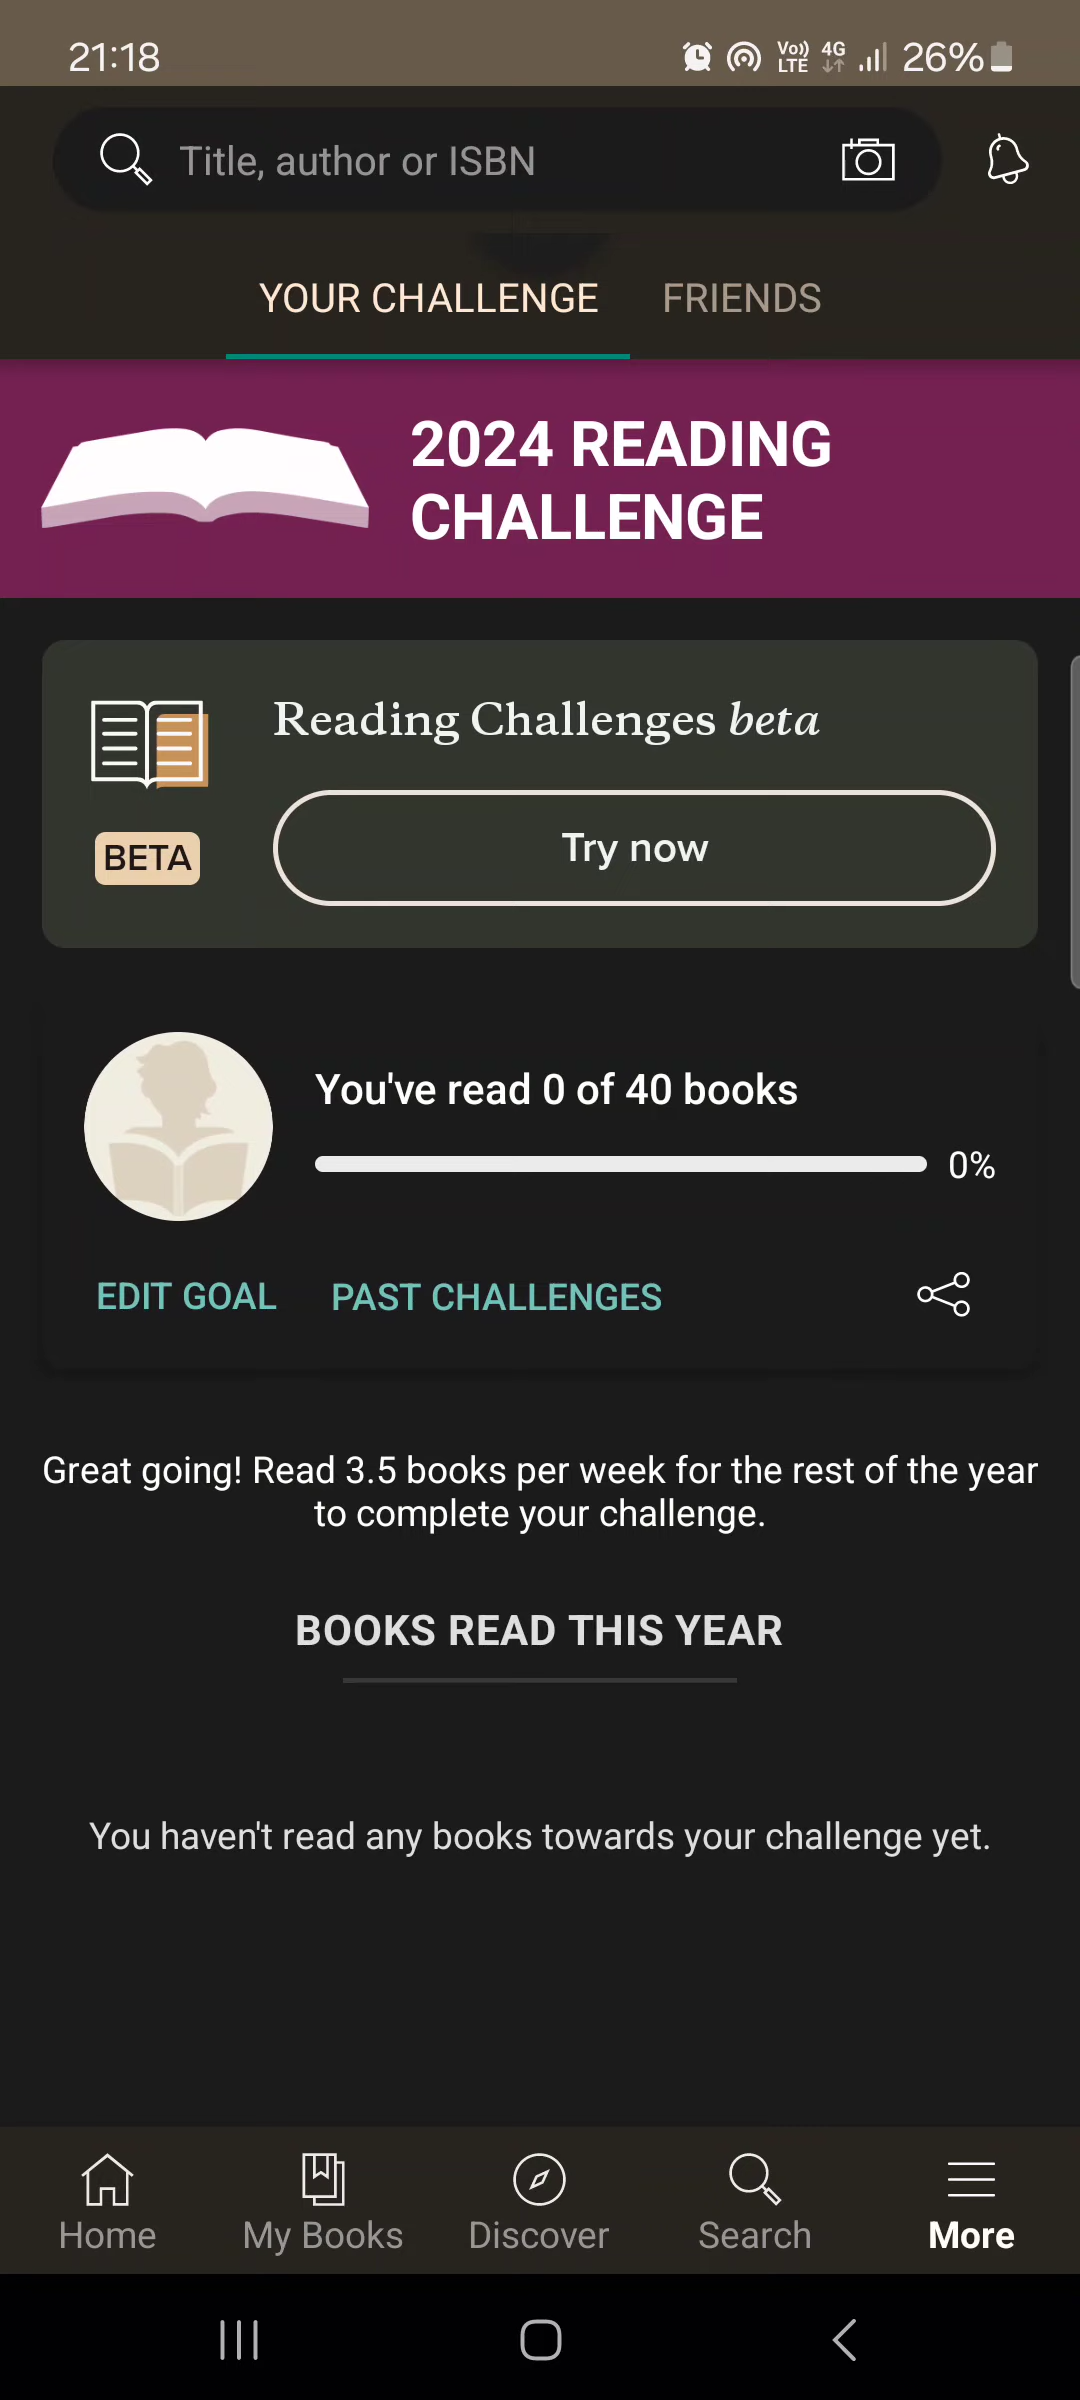 21:18
Vo)) LTE 4G 26%
Title, author or ISBN
YOUR CHALLENGE FRIENDS
2024 READING
CHALLENGE
Reading Challenges beta
BETA
Try now
You've read 0 of 40 books
0%
EDIT GOAL PAST CHALLENGES
Great going! Read 3.5 books per week for the rest of the year
to complete your challenge.
BOOKS READ THIS YEAR
You haven't read any books towards your challenge yet.
Home My Books Discover Search More